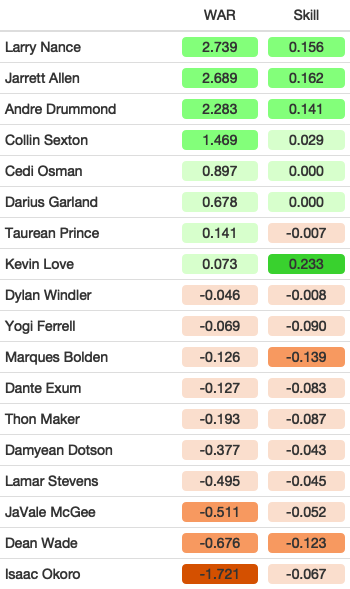 WAR Skill
Larry Nance 2.739 0.156
Jarrett Allen 2.689 0.162
Andre Drummond 2.283 0.141
Collin Sexton 1.469 0.029
Cedi Osman 0.897 0.000
Darius Garland 0.678 0.000
Taurean Prince 0.141 -0.007
Kevin Love 0.073 0.233
Dylan Windler -0.046 -0.008
Yogi Ferrell -0.069 -0.090
Marques Bolden -0.126 -0.139
Dante Exum -0.127 -0.083
Thon Maker -0.193 -0.087
Damyean Dotson -0.377 -0.043
Lamar Stevens -0.495 -0.045
JaVale McGee -0.511 -0.052
Dean Wade -0.676 -0.123
Isaac Okoro -1.721 -0.067